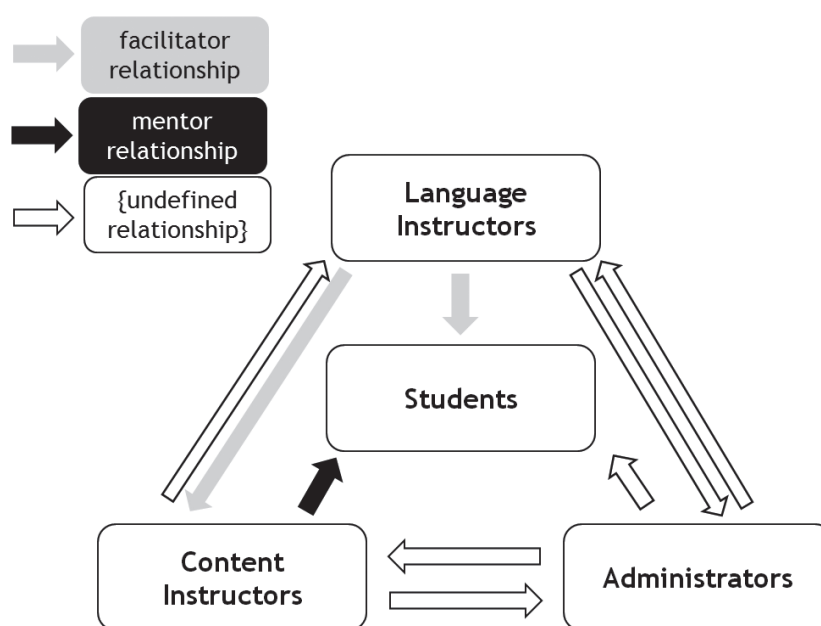 facilitator
relationship
mentor
relationship
{undefined
relationship}
Language
Instructors
Students
Content
Instructors
Administrators